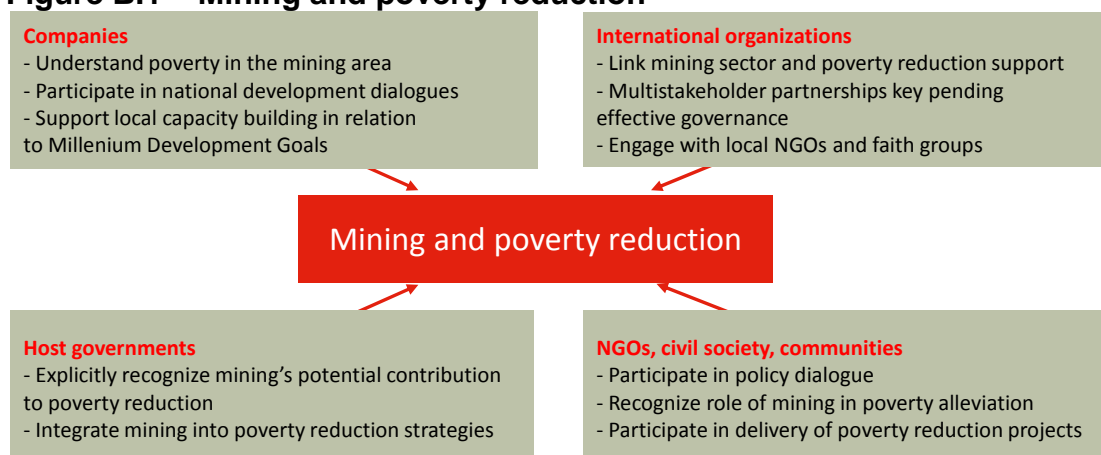 Mining and poverty reduction
Companies
- Understand poverty in the mining area
- Participate in national development dialogues
- Support local capacity building in relation
to Millenium Development Goals
International organizations
- Link mining sector and poverty reduction support
- Multistakeholder partnerships key pending
effective governance
- Engage with local NGOs and faith groups
Mining and poverty reduction
Host governments
- Explicitly recognize mining’s potential contribution
to poverty reduction
- Integrate mining into poverty reduction strategies
NGOs, civil society, communities
- Participate in policy dialogue
- Recognize role of mining in poverty alleviation
- Participate in delivery of poverty reduction projects